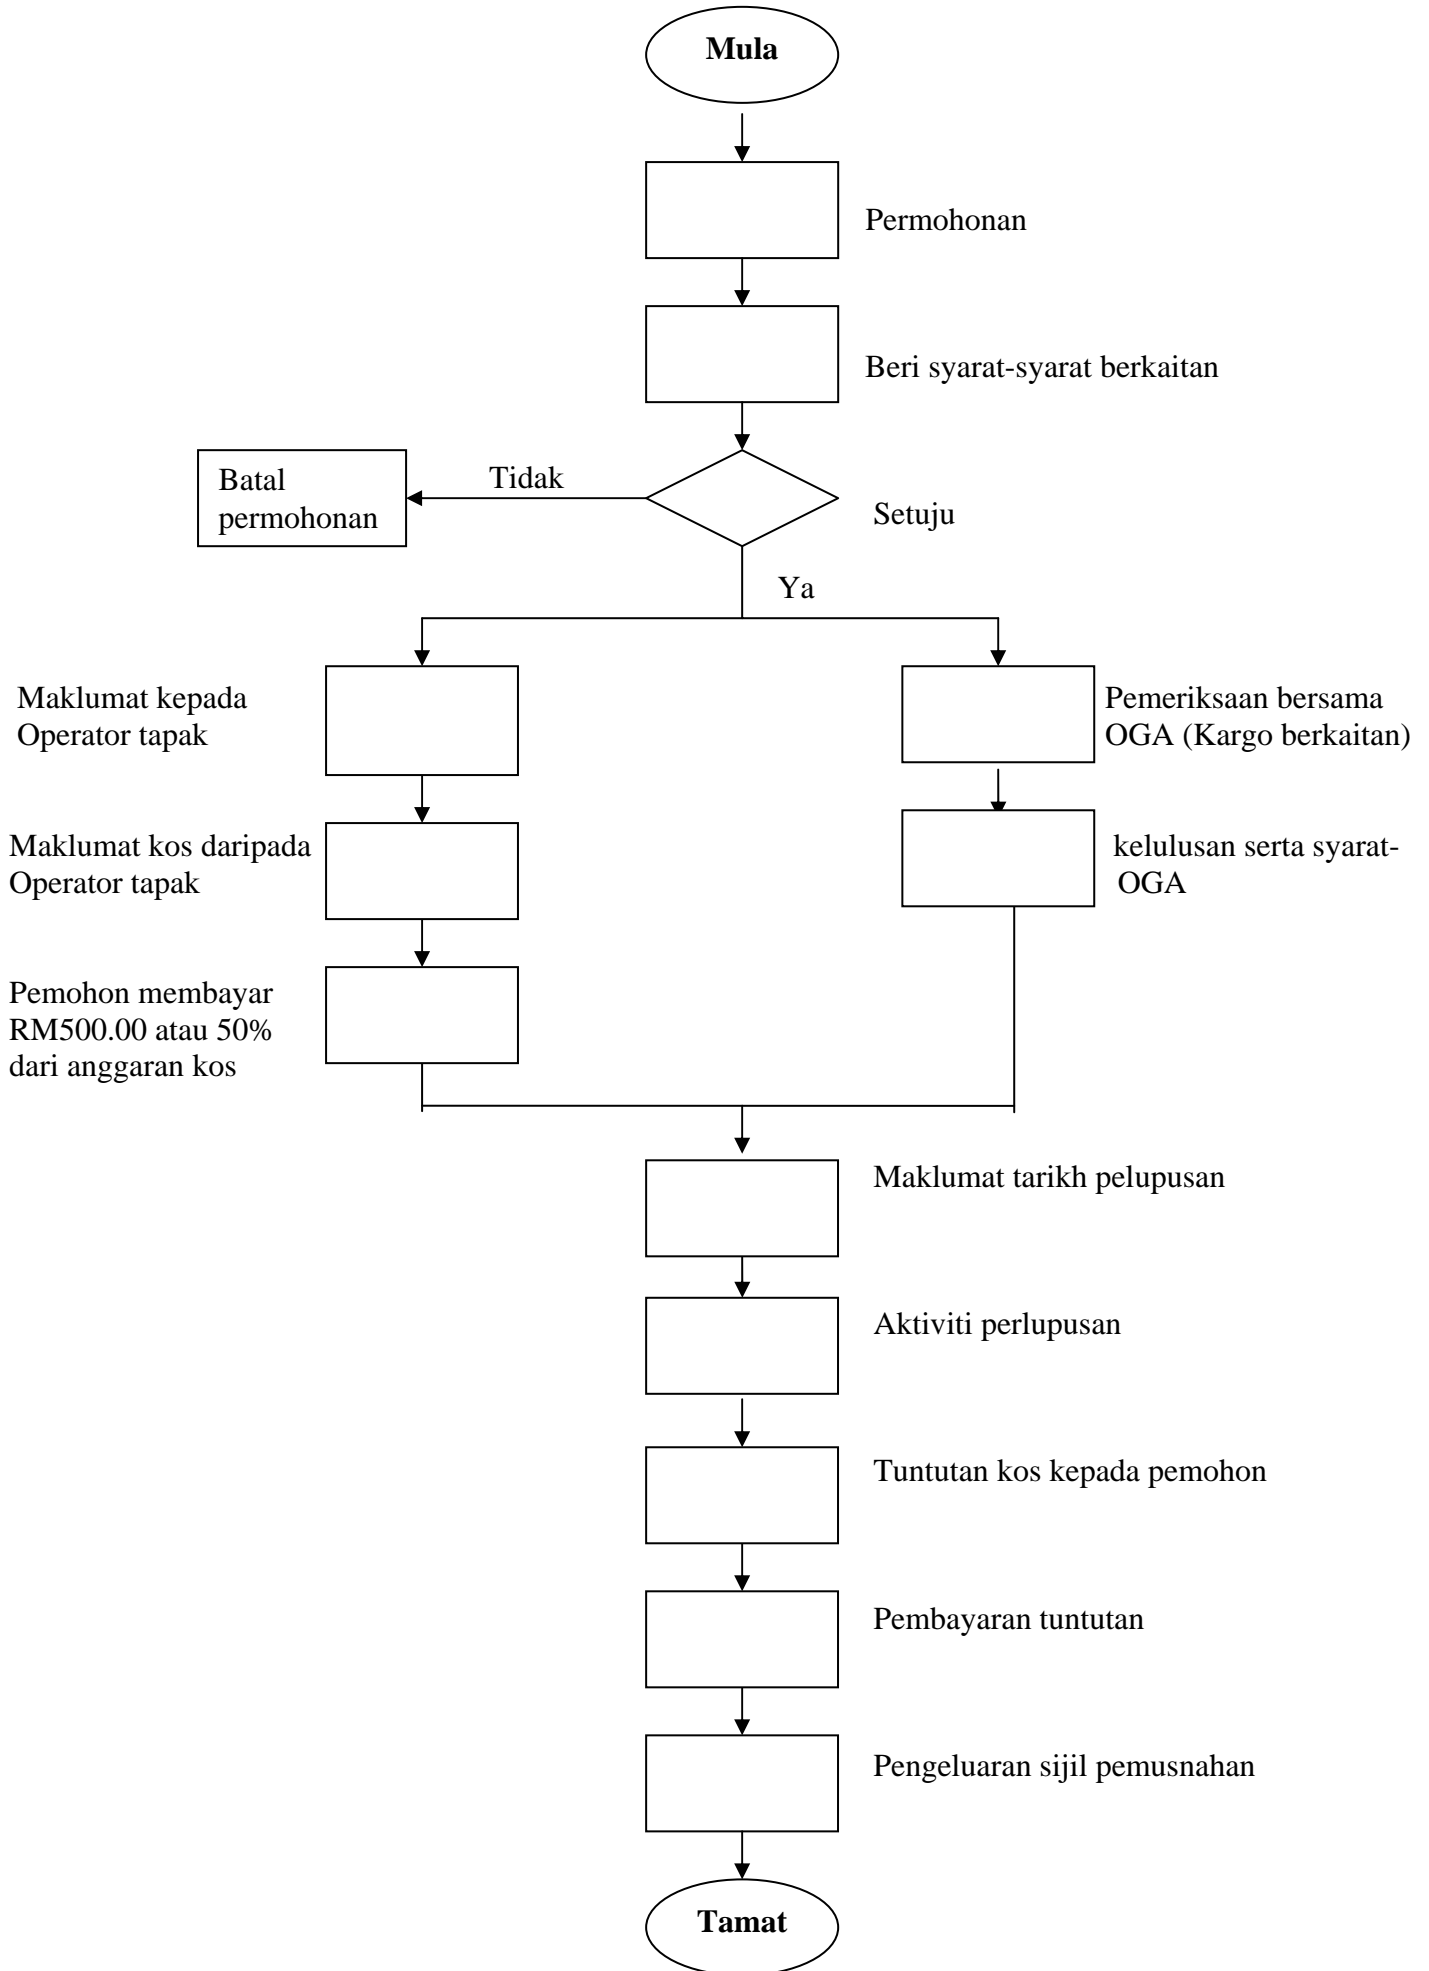 Mula
Permohonan
Beri syarat-syarat berkaitan
Tidak
Batal
permohonan
Setuju
Ya
Maklumat kepada
Operator tapak
Pemeriksaan bersama
OGA (Kargo berkaitan)
Maklumat kos daripada
Operator tapak
kelulusan serta syarat-
OGA
Pemohon membayar
RM500.00 atau 50%
dari anggaran kos
Maklumat tarikh pelupusan
Aktiviti perlupusan
Tuntutan kos kepada pemohon
Pembayaran tuntutan
Pengeluaran sijil pemusnahan
Tamat